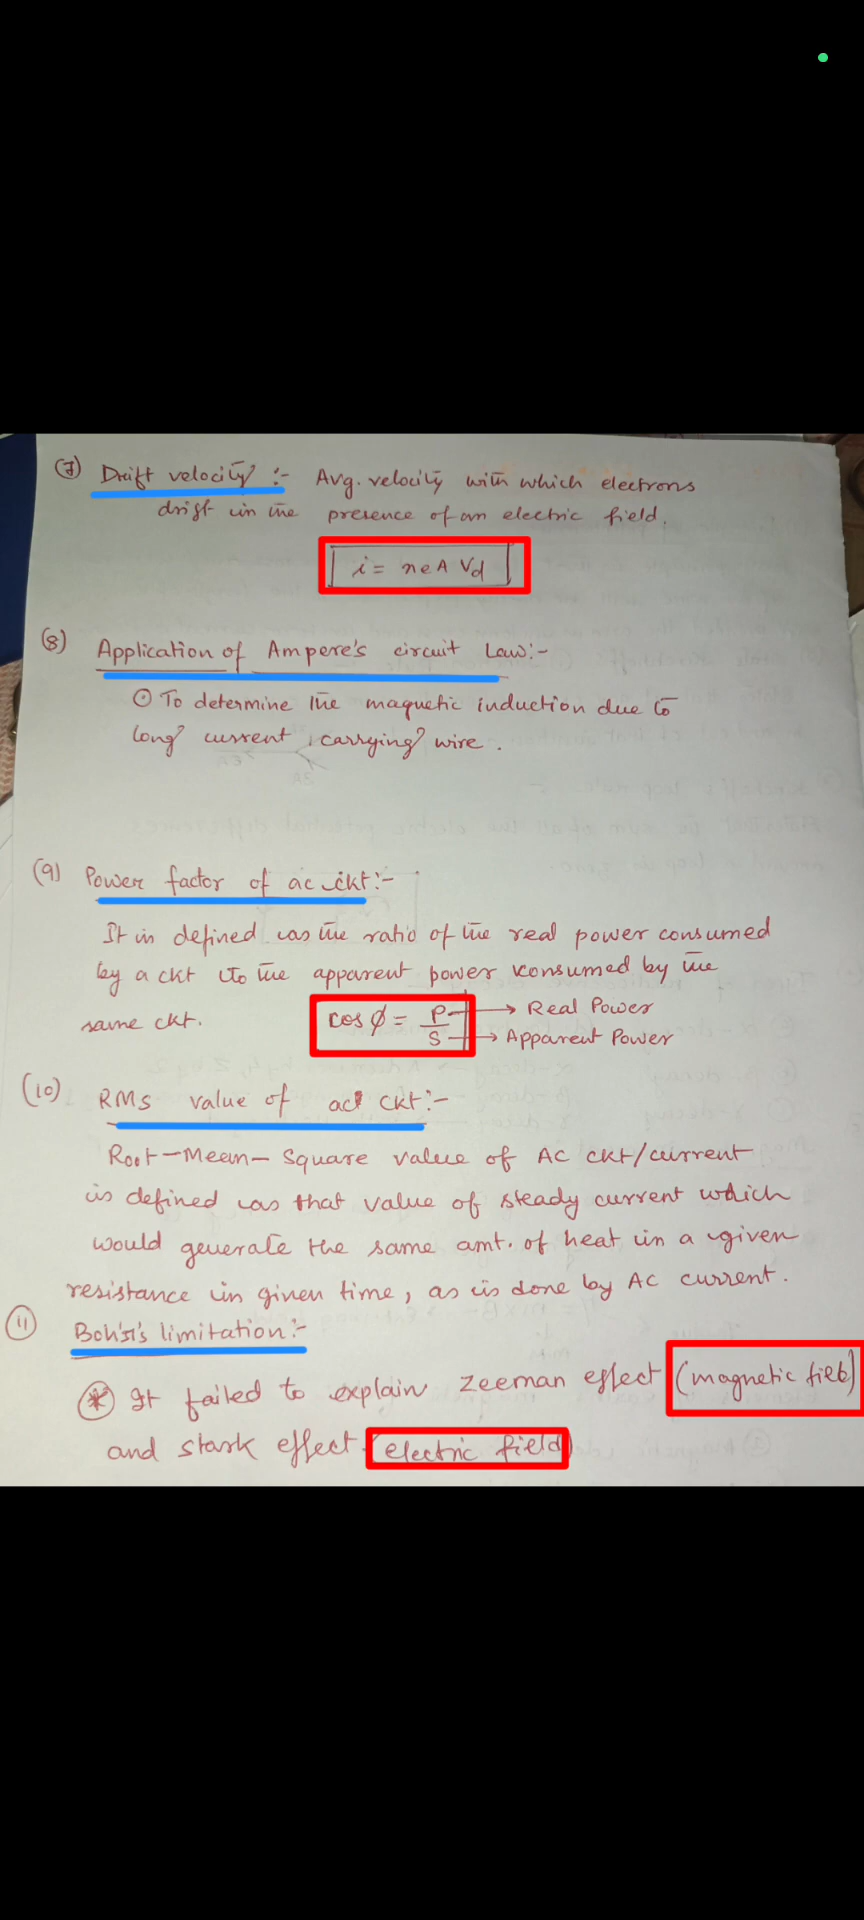 (7) Drift velocity :- Avg. velocity with which electrons
drift in the presence of an electric field.
i = neA Vd
(8) Application of Ampere's circuit Law:-
⊙ To determine the magnetic induction due to
long current carrying wire.
(9) Power factor of ac ckt:-
It is defined as the ratio of the real power consumed
by a ckt to the apparent power consumed by the
same ckt. cos ϕ = P/S → Real Power
→ Apparent Power
(10) RMS value of ac ckt:-
Root-Mean-Square value of AC ckt/current
is defined as that value of steady current which
would generate the same amt. of heat in a given
resistance in given time, as is done by AC current.
(11) Bohr's limitation:-
* It failed to explain Zeeman effect (magnetic field)
and stark effect (electric field)